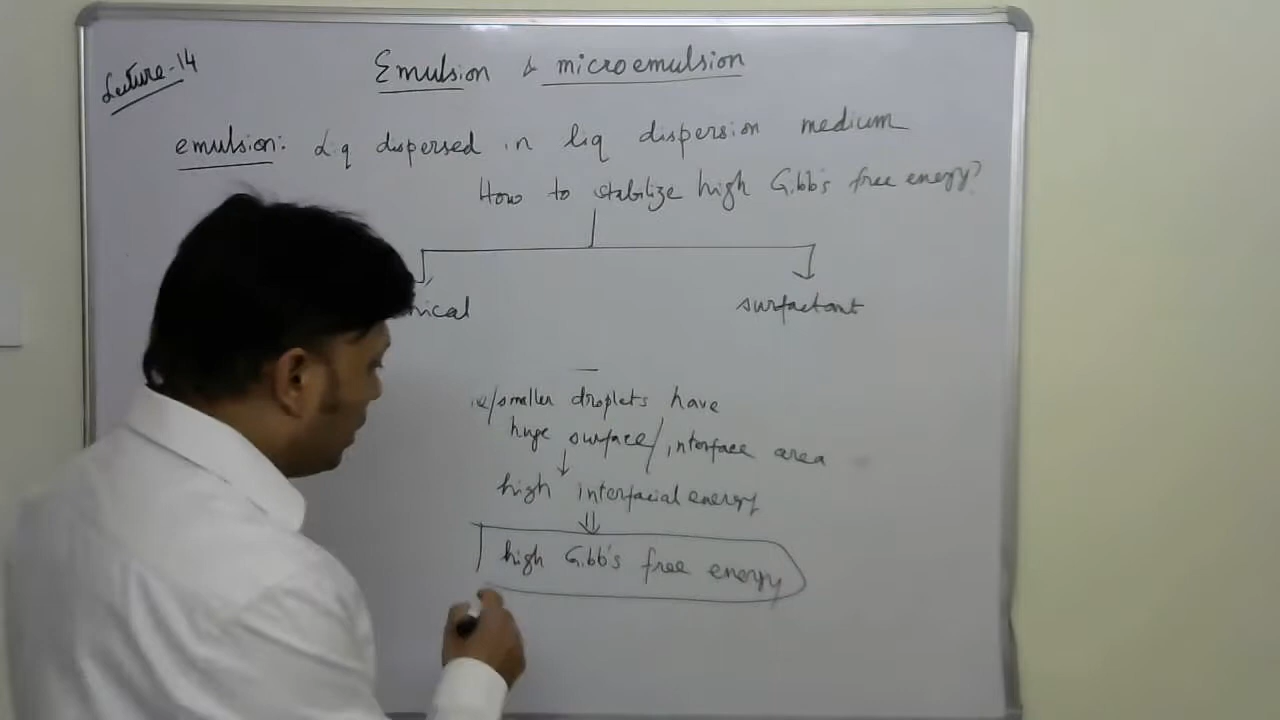 Lecture-14
Emulsion & microemulsion
emulsion: Liq dispersed in liq dispersion medium
How to stabilize high Gibb's free energy?
surfactant
smaller droplets have
huge surface/interface area
↓
high interfacial energy
⇓
high Gibb's free energy